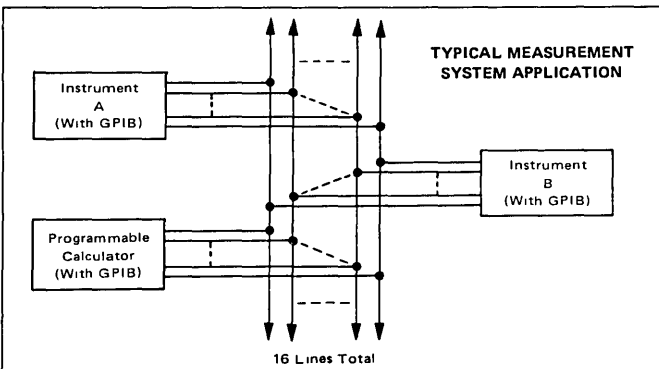 TYPICAL MEASUREMENT
SYSTEM APPLICATION
Instrument
A
(With GPIB)
Instrument
B
(With GPIB)
Programmable
Calculator
(With GPIB)
16 Lines Total